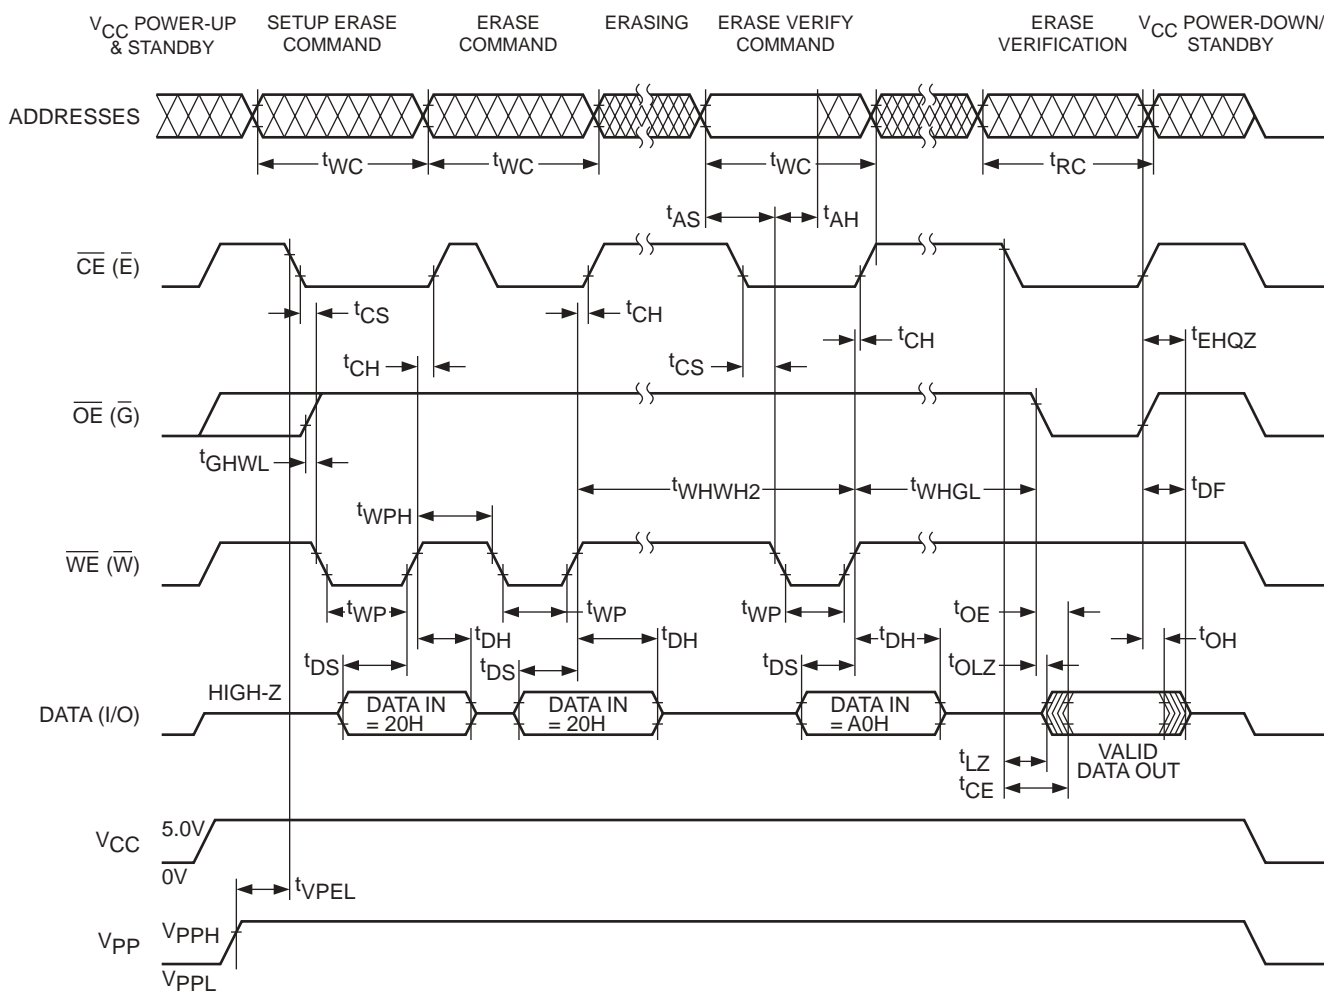 VCC POWER-UP
& STANDBY
SETUP ERASE
COMMAND
ERASE
COMMAND
ERASING
ERASE VERIFY
COMMAND
ERASE
VERIFICATION
VCC POWER-DOWN/
STANDBY
ADDRESSES
tWC
tWC
tWC
tRC
tAS
tAH
CE (E)
tCS
tCH
tCH
tCS
tCH
tEHQZ
OE (G)
tGHWL
tWHWH2
tWHGL
tDF
tWPH
WE (W)
tWP
tWP
tWP
tOE
tDH
tDH
tDH
tOH
tDS
tDS
tDS
tOLZ
HIGH-Z
DATA (I/O)
DATA IN
= 20H
DATA IN
= 20H
DATA IN
= A0H
VALID
DATA OUT
tLZ
tCE
VCC
5.0V
0V
tVPEL
VPP
VPPH
VPPL